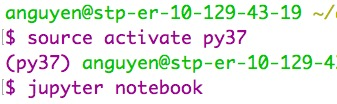 anguyen@stp-er-10-129-43-19 ~/
$ source activate py37
(py37) anguyen@stp-er-10-129-4
$ jupyter notebook